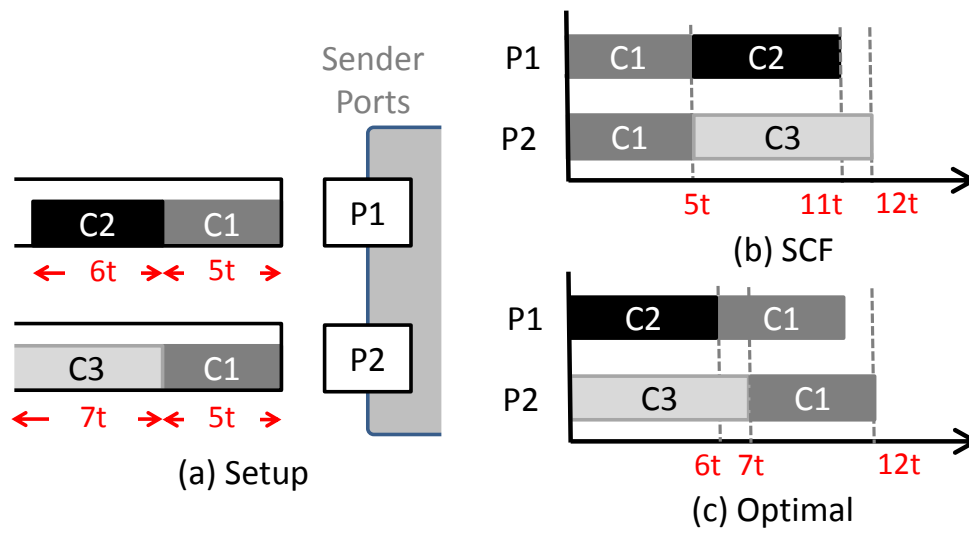 Sender
Ports
C2 C1
6t 5t
P1
C3 C1
7t 5t
P2
(a) Setup
P1 C1 C2
P2 C1 C3
5t 11t 12t
(b) SCF
P1 C2 C1
P2 C3 C1
6t 7t 12t
(c) Optimal